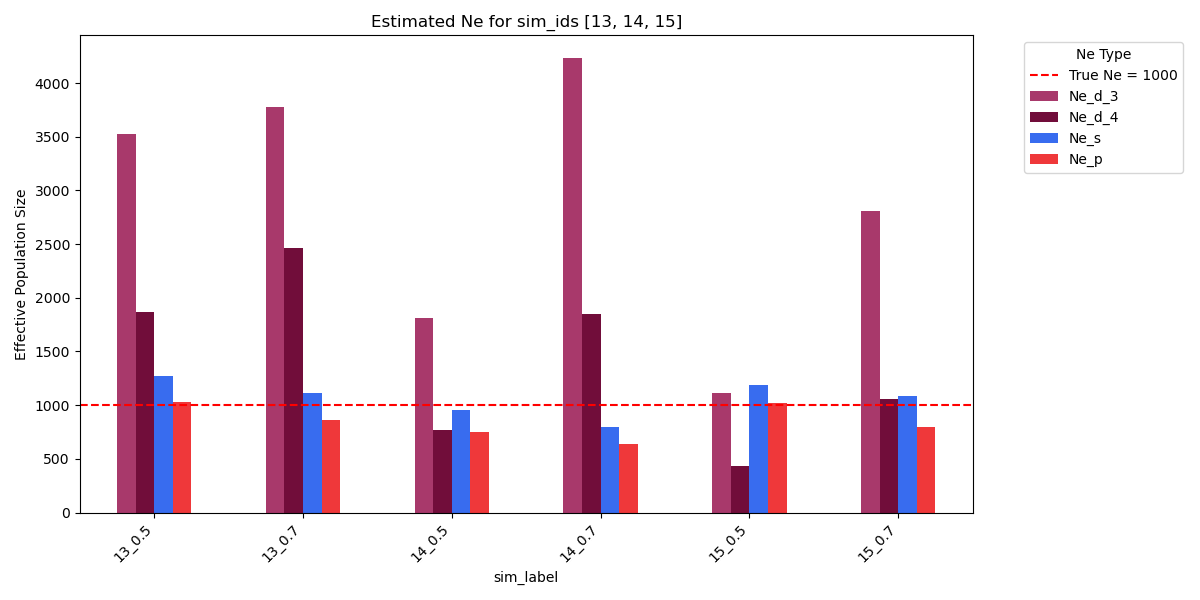 Estimated Ne for sim_ids [13, 14, 15]
Ne Type
True Ne = 1000
Ne_d_3
Ne_d_4
Ne_s
Ne_p
Effective Population Size
4000
3500
3000
2500
2000
1500
1000
500
0
13_0.5
13_0.7
14_0.5
14_0.7
15_0.5
15_0.7
sim_label